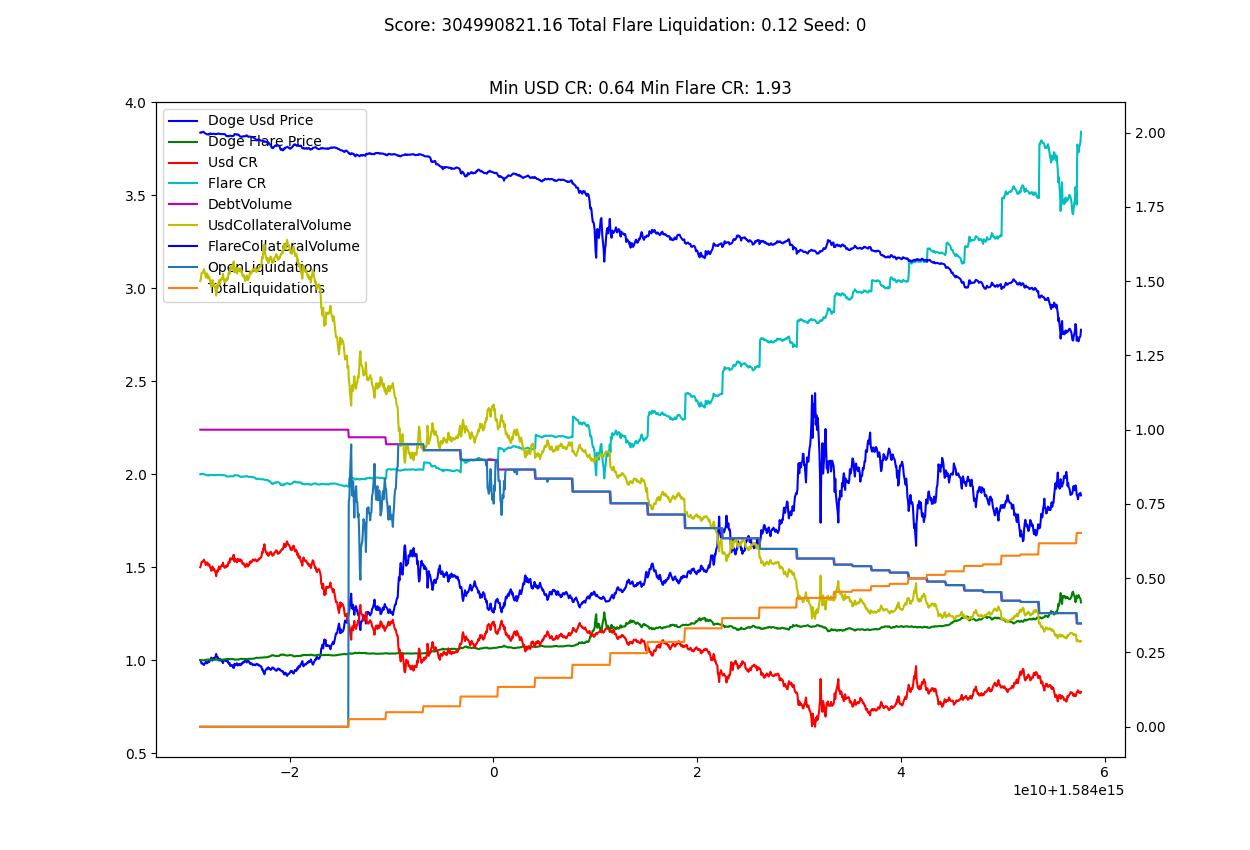 Score: 304990821.16 Total Flare Liquidation: 0.12 Seed: 0
Min USD CR: 0.64 Min Flare CR: 1.93
Doge Usd Price
Doge Flare Price
Usd CR
Flare CR
DebtVolume
UsdCollateralVolume
FlareCollateralVolume
OpenLiquidations
TotalLiquidations
4.0
3.5
3.0
2.5
2.0
1.5
1.0
0.5
2.00
1.75
1.50
1.25
1.00
0.75
0.50
0.25
0.00
−2
0
2
4
6
1e10+1.584e15